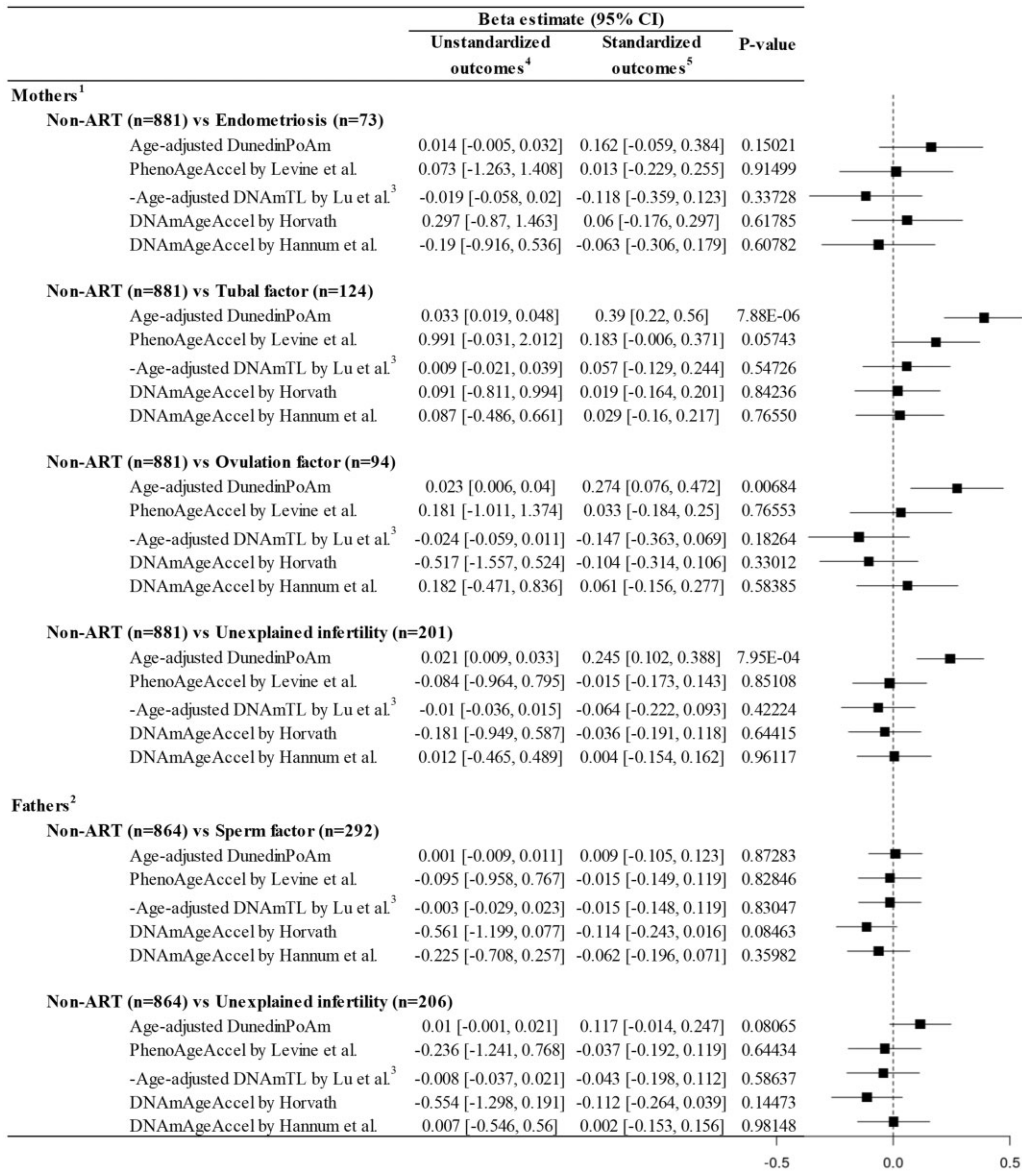 Beta estimate (95% CI)
Unstandardized outcomes⁴ Standardized outcomes⁵ P-value
Mothers¹
Non-ART (n=881) vs Endometriosis (n=73)
Age-adjusted DunedinPoAm 0.014 [-0.005, 0.032] 0.162 [-0.059, 0.384] 0.15021
PhenoAgeAccel by Levine et al. 0.073 [-1.263, 1.408] 0.013 [-0.229, 0.255] 0.91499
-Age-adjusted DNAmTL by Lu et al.³ -0.019 [-0.058, 0.02] -0.118 [-0.359, 0.123] 0.33728
DNAmAgeAccel by Horvath 0.297 [-0.87, 1.463] 0.06 [-0.176, 0.297] 0.61785
DNAmAgeAccel by Hannum et al. -0.19 [-0.916, 0.536] -0.063 [-0.306, 0.179] 0.60782
Non-ART (n=881) vs Tubal factor (n=124)
Age-adjusted DunedinPoAm 0.033 [0.019, 0.048] 0.39 [0.22, 0.56] 7.88E-06
PhenoAgeAccel by Levine et al. 0.991 [-0.031, 2.012] 0.183 [-0.006, 0.371] 0.05743
-Age-adjusted DNAmTL by Lu et al.³ 0.009 [-0.021, 0.039] 0.057 [-0.129, 0.244] 0.54726
DNAmAgeAccel by Horvath 0.091 [-0.811, 0.994] 0.019 [-0.164, 0.201] 0.84236
DNAmAgeAccel by Hannum et al. 0.087 [-0.486, 0.661] 0.029 [-0.16, 0.217] 0.76550
Non-ART (n=881) vs Ovulation factor (n=94)
Age-adjusted DunedinPoAm 0.023 [0.006, 0.04] 0.274 [0.076, 0.472] 0.00684
PhenoAgeAccel by Levine et al. 0.181 [-1.011, 1.374] 0.033 [-0.184, 0.25] 0.76553
-Age-adjusted DNAmTL by Lu et al.³ -0.024 [-0.059, 0.011] -0.147 [-0.363, 0.069] 0.18264
DNAmAgeAccel by Horvath -0.517 [-1.557, 0.524] -0.104 [-0.314, 0.106] 0.33012
DNAmAgeAccel by Hannum et al. 0.182 [-0.471, 0.836] 0.061 [-0.156, 0.277] 0.58385
Non-ART (n=881) vs Unexplained infertility (n=201)
Age-adjusted DunedinPoAm 0.021 [0.009, 0.033] 0.245 [0.102, 0.388] 7.95E-04
PhenoAgeAccel by Levine et al. -0.084 [-0.964, 0.795] -0.015 [-0.173, 0.143] 0.85108
-Age-adjusted DNAmTL by Lu et al.³ -0.01 [-0.036, 0.015] -0.064 [-0.222, 0.093] 0.42224
DNAmAgeAccel by Horvath -0.181 [-0.949, 0.587] -0.036 [-0.191, 0.118] 0.64415
DNAmAgeAccel by Hannum et al. 0.012 [-0.465, 0.489] 0.004 [-0.154, 0.162] 0.96117
Fathers²
Non-ART (n=864) vs Sperm factor (n=292)
Age-adjusted DunedinPoAm 0.001 [-0.009, 0.011] 0.009 [-0.105, 0.123] 0.87283
PhenoAgeAccel by Levine et al. -0.095 [-0.958, 0.767] -0.015 [-0.149, 0.119] 0.82846
-Age-adjusted DNAmTL by Lu et al.³ -0.003 [-0.029, 0.023] -0.015 [-0.148, 0.119] 0.83047
DNAmAgeAccel by Horvath -0.561 [-1.199, 0.077] -0.114 [-0.243, 0.016] 0.08463
DNAmAgeAccel by Hannum et al. -0.225 [-0.708, 0.257] -0.062 [-0.196, 0.071] 0.35982
Non-ART (n=864) vs Unexplained infertility (n=206)
Age-adjusted DunedinPoAm 0.01 [-0.001, 0.021] 0.117 [-0.014, 0.247] 0.08065
PhenoAgeAccel by Levine et al. -0.236 [-1.241, 0.768] -0.037 [-0.192, 0.119] 0.64434
-Age-adjusted DNAmTL by Lu et al.³ -0.008 [-0.037, 0.021] -0.043 [-0.198, 0.112] 0.58637
DNAmAgeAccel by Horvath -0.554 [-1.298, 0.191] -0.112 [-0.264, 0.039] 0.14473
DNAmAgeAccel by Hannum et al. 0.007 [-0.546, 0.56] 0.002 [-0.153, 0.156] 0.98148
-0.5 0.0 0.5